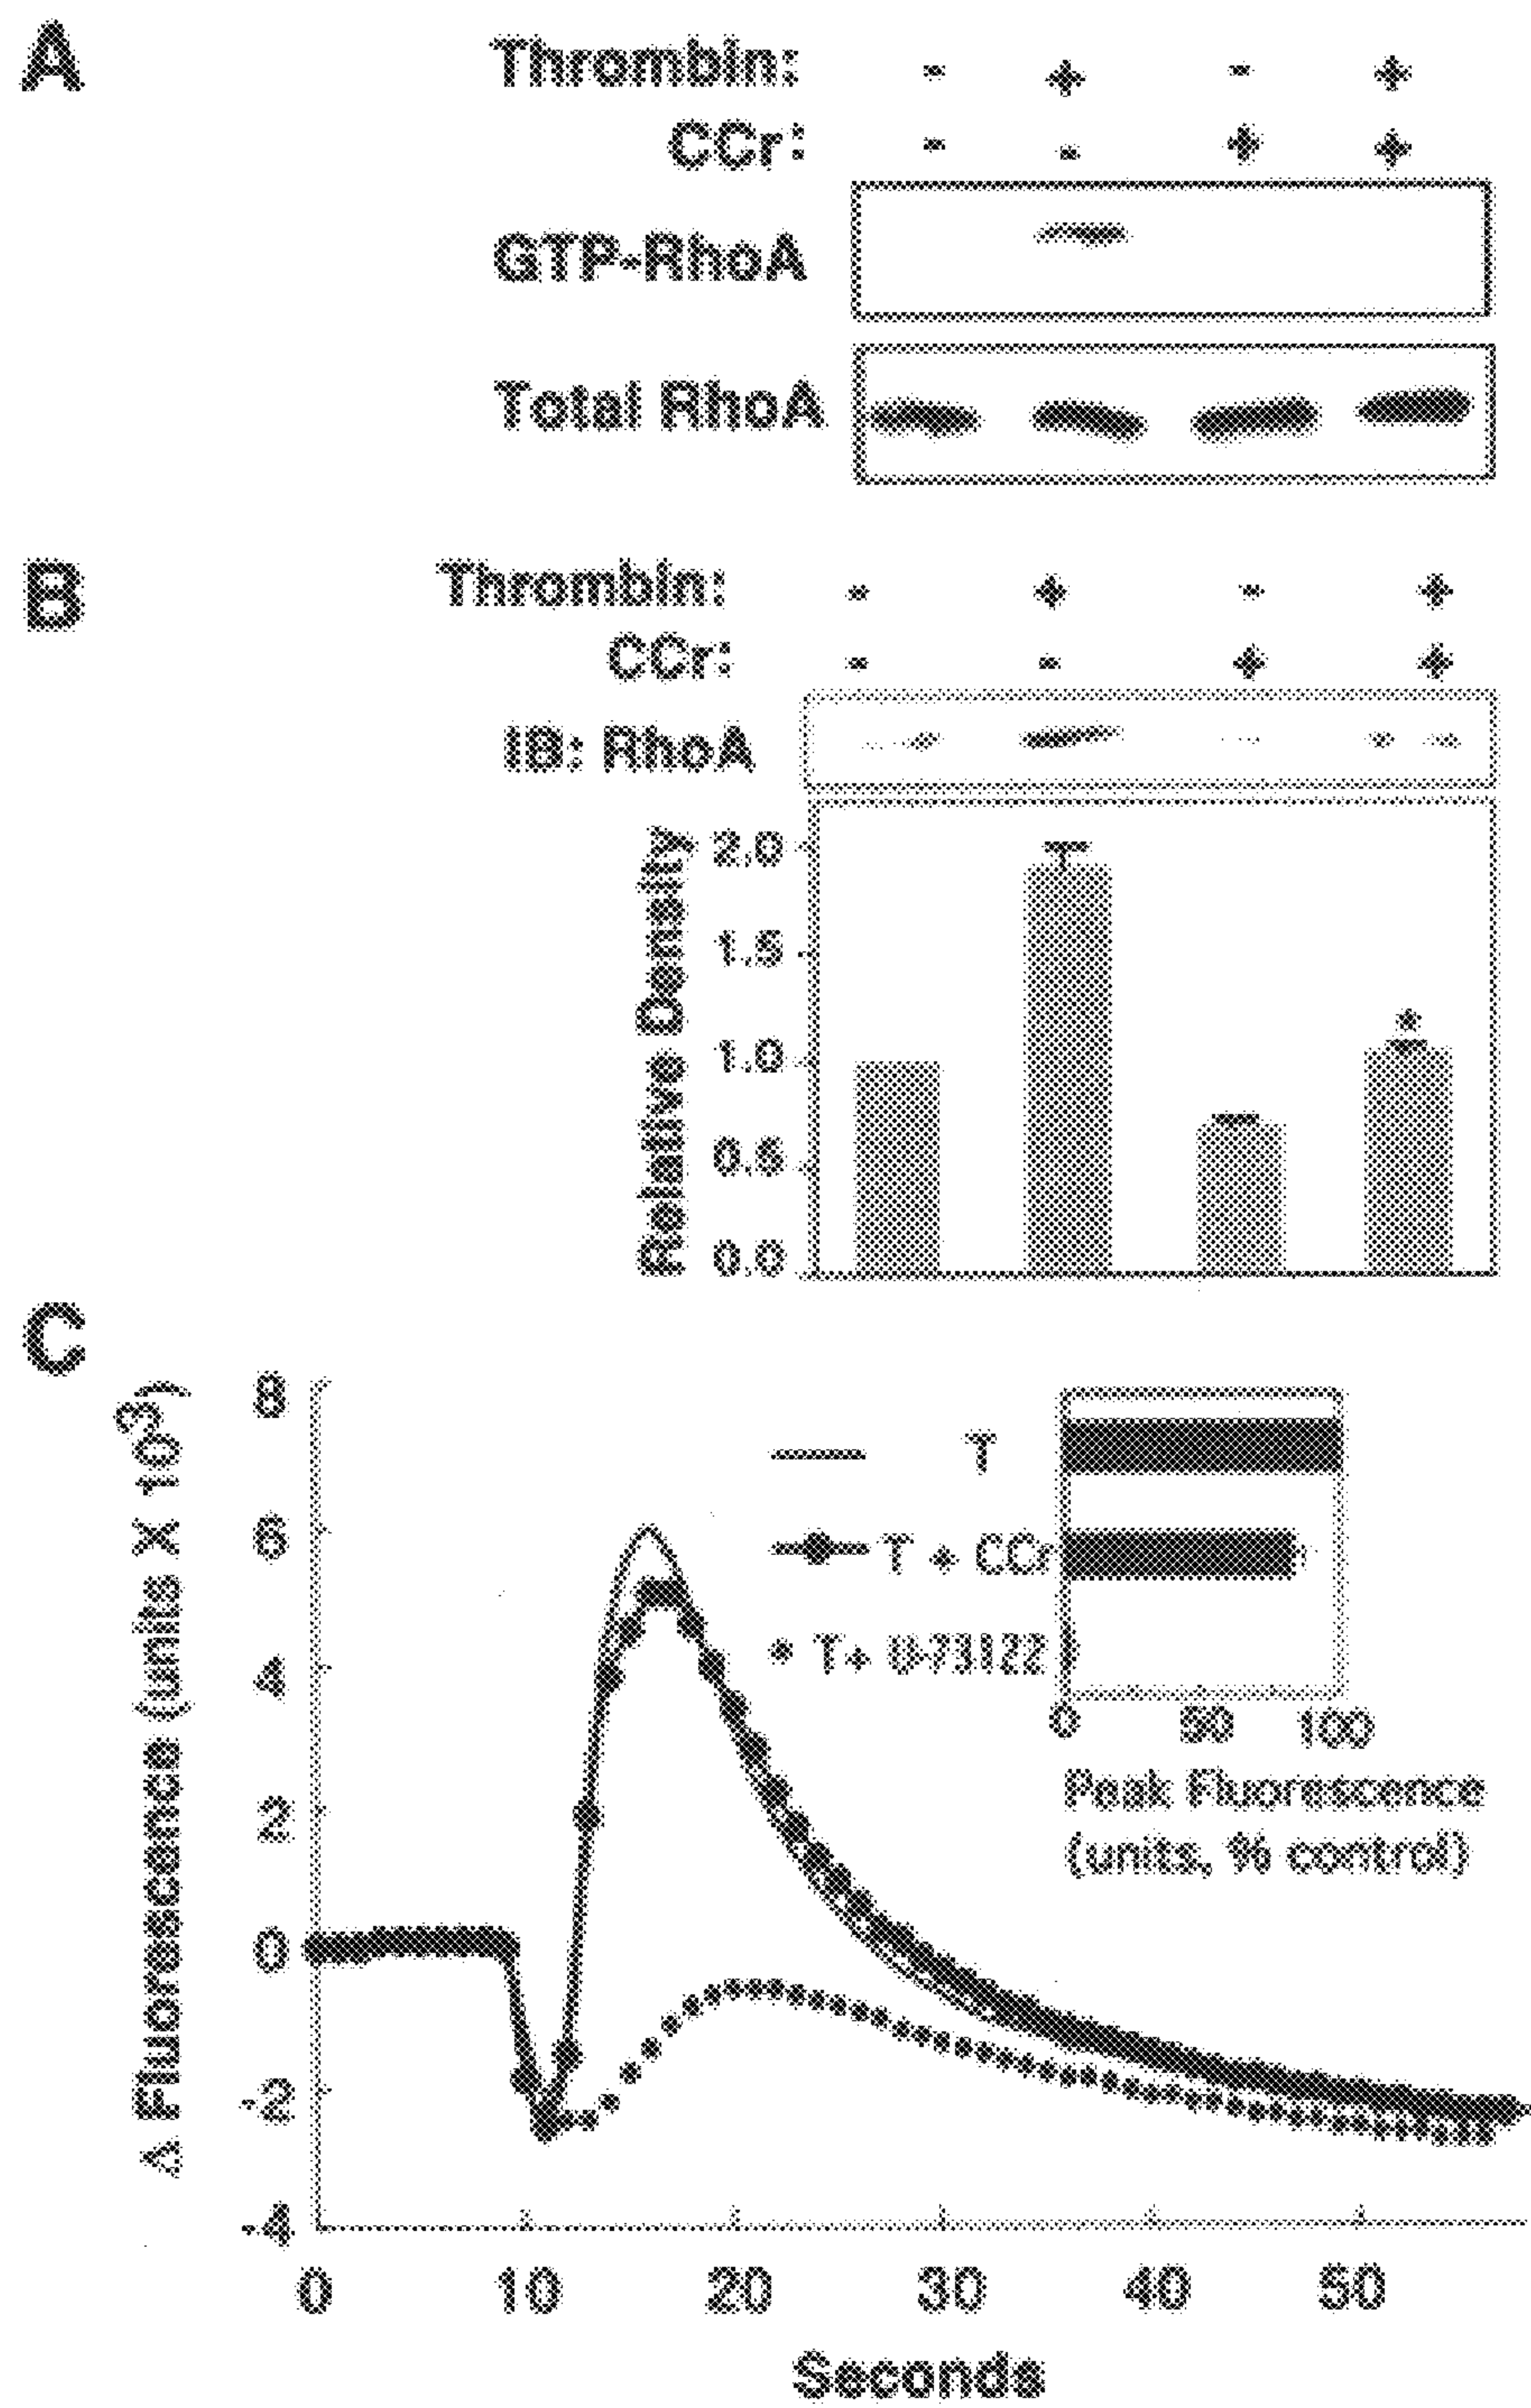 A
Thrombin: - + - +
CCr: - - + +
GTP-RhoA
Total RhoA
B
Thrombin: - + - +
CCr: - - + +
IB: RhoA
Relative Density
2.0
1.5
1.0
0.5
0.0
*
C
Δ Fluorescence (units X 10³)
8
6
4
2
0
-2
-4
T
T + CCr
T+ U-73122
0 50 100
Peak Fluorescence
(units, % control)
0 10 20 30 40 50
Seconds